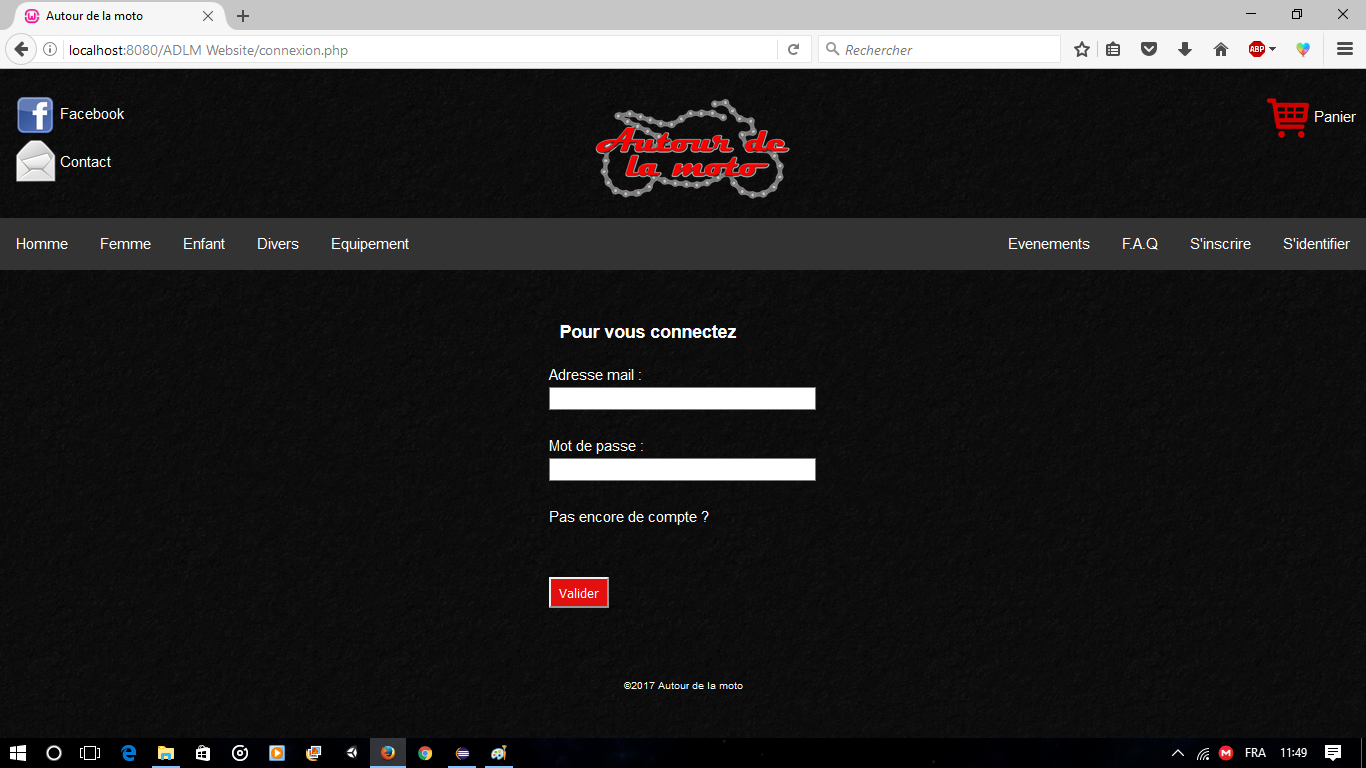 Autour de la moto
localhost:8080/ADLM Website/connexion.php
Rechercher
ABP
Facebook
Contact
Autour de
la moto
Panier
Homme Femme Enfant Divers Equipement Evenements F.A.Q S'inscrire S'identifier
Pour vous connectez
Adresse mail :
Mot de passe :
Pas encore de compte ?
Valider
©2017 Autour de la moto
FRA 11:49